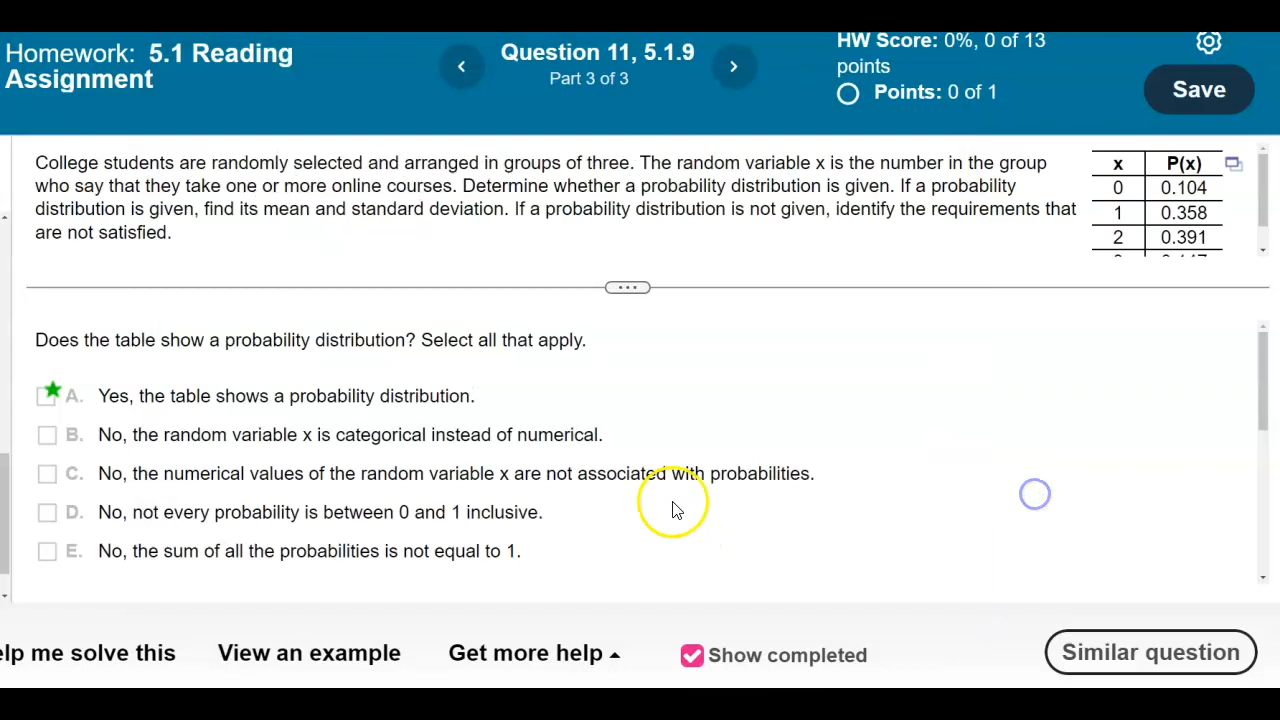 Homework: 5.1 Reading
Assignment
Question 11, 5.1.9
Part 3 of 3
HW Score: 0%, 0 of 13
points
Points: 0 of 1
Save
College students are randomly selected and arranged in groups of three. The random variable x is the number in the group
who say that they take one or more online courses. Determine whether a probability distribution is given. If a probability
distribution is given, find its mean and standard deviation. If a probability distribution is not given, identify the requirements that
are not satisfied.
x P(x)
0 0.104
1 0.358
2 0.391
Does the table show a probability distribution? Select all that apply.
A. Yes, the table shows a probability distribution.
B. No, the random variable x is categorical instead of numerical.
C. No, the numerical values of the random variable x are not associated with probabilities.
D. No, not every probability is between 0 and 1 inclusive.
E. No, the sum of all the probabilities is not equal to 1.
elp me solve this
View an example
Get more help
Show completed
Similar question